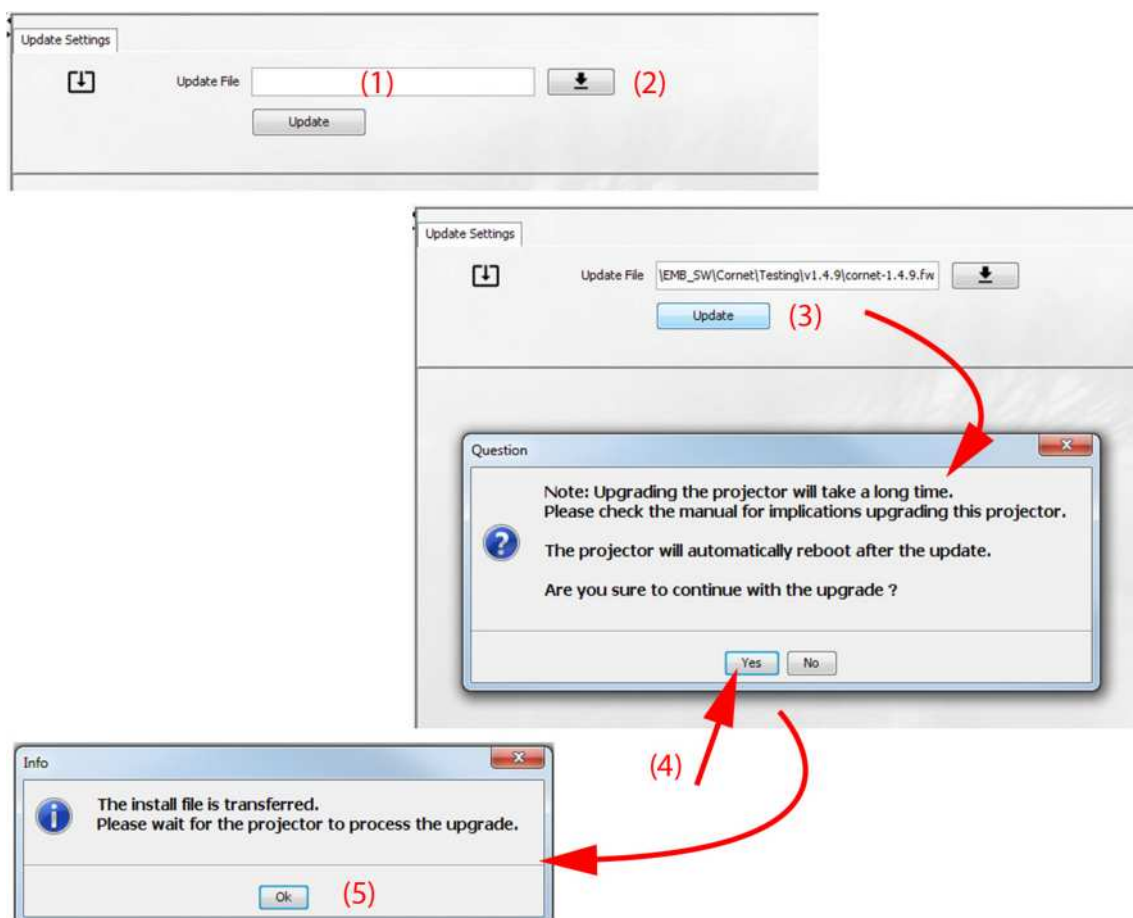 Update Settings
Update File (1) (2)
Update
Update Settings
Update File \EMB_SW\Cornet\Testing\v1.4.9\cornet-1.4.9.fw
Update (3)
Question
Note: Upgrading the projector will take a long time.
Please check the manual for implications upgrading this projector.
The projector will automatically reboot after the update.
Are you sure to continue with the upgrade ?
Yes No
(4)
Info
The install file is transferred.
Please wait for the projector to process the upgrade.
Ok (5)